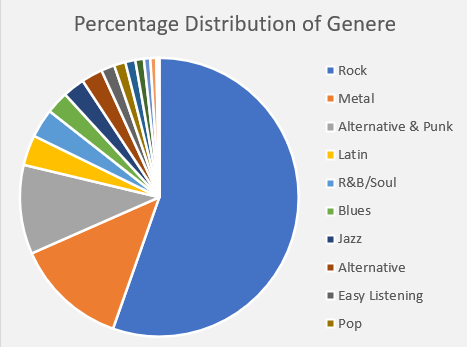 Percentage Distribution of Genere
Rock
Metal
Alternative & Punk
Latin
R&B/Soul
Blues
Jazz
Alternative
Easy Listening
Pop